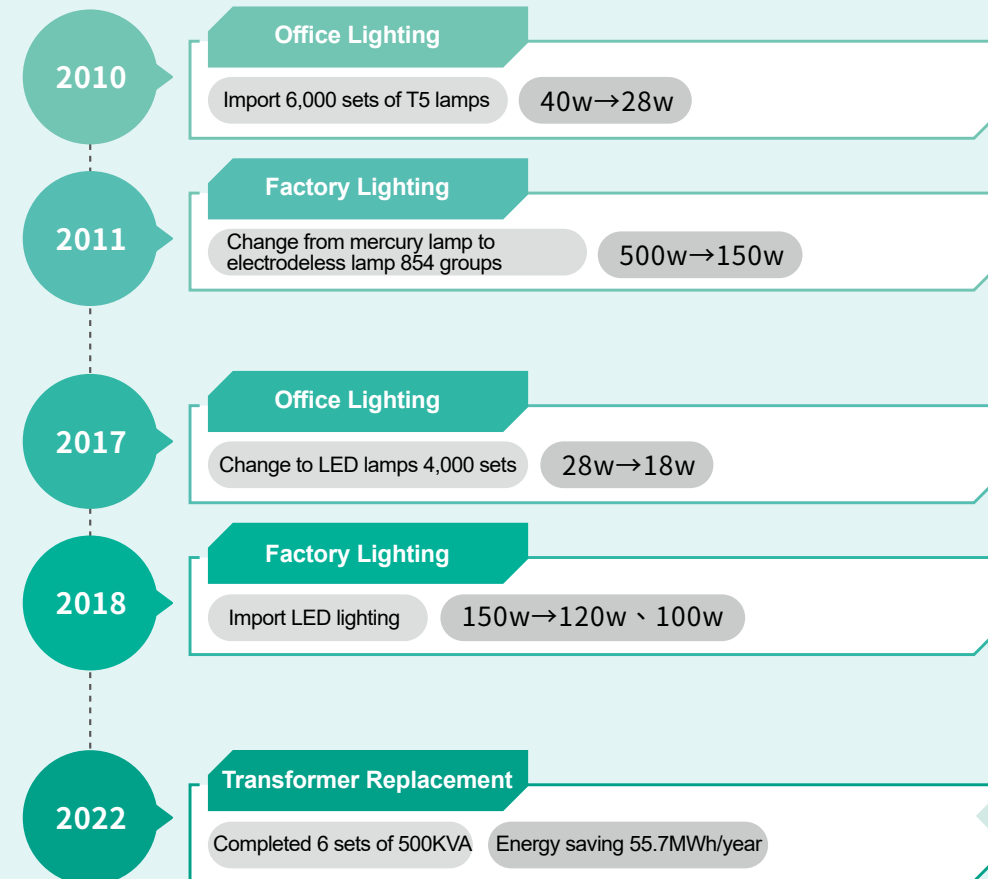 2010
Office Lighting
Import 6,000 sets of T5 lamps
40w→28w
2011
Factory Lighting
Change from mercury lamp to
electrodeless lamp 854 groups
500w→150w
2017
Office Lighting
Change to LED lamps 4,000 sets
28w→18w
2018
Factory Lighting
Import LED lighting
150w→120w、100w
2022
Transformer Replacement
Completed 6 sets of 500KVA
Energy saving 55.7MWh/year